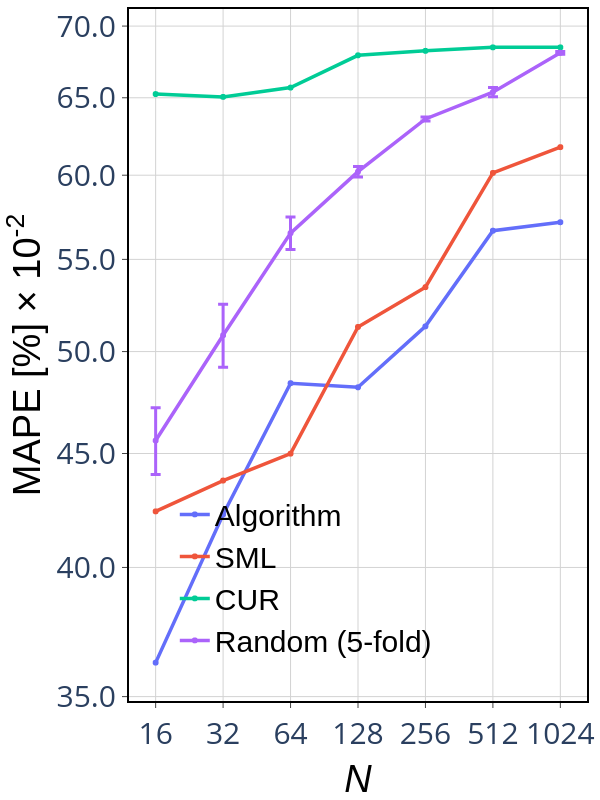 70.0
65.0
60.0
55.0
50.0
45.0
40.0
35.0
MAPE [%] × 10⁻²
Algorithm
SML
CUR
Random (5-fold)
16 32 64 128 256 512 1024
N